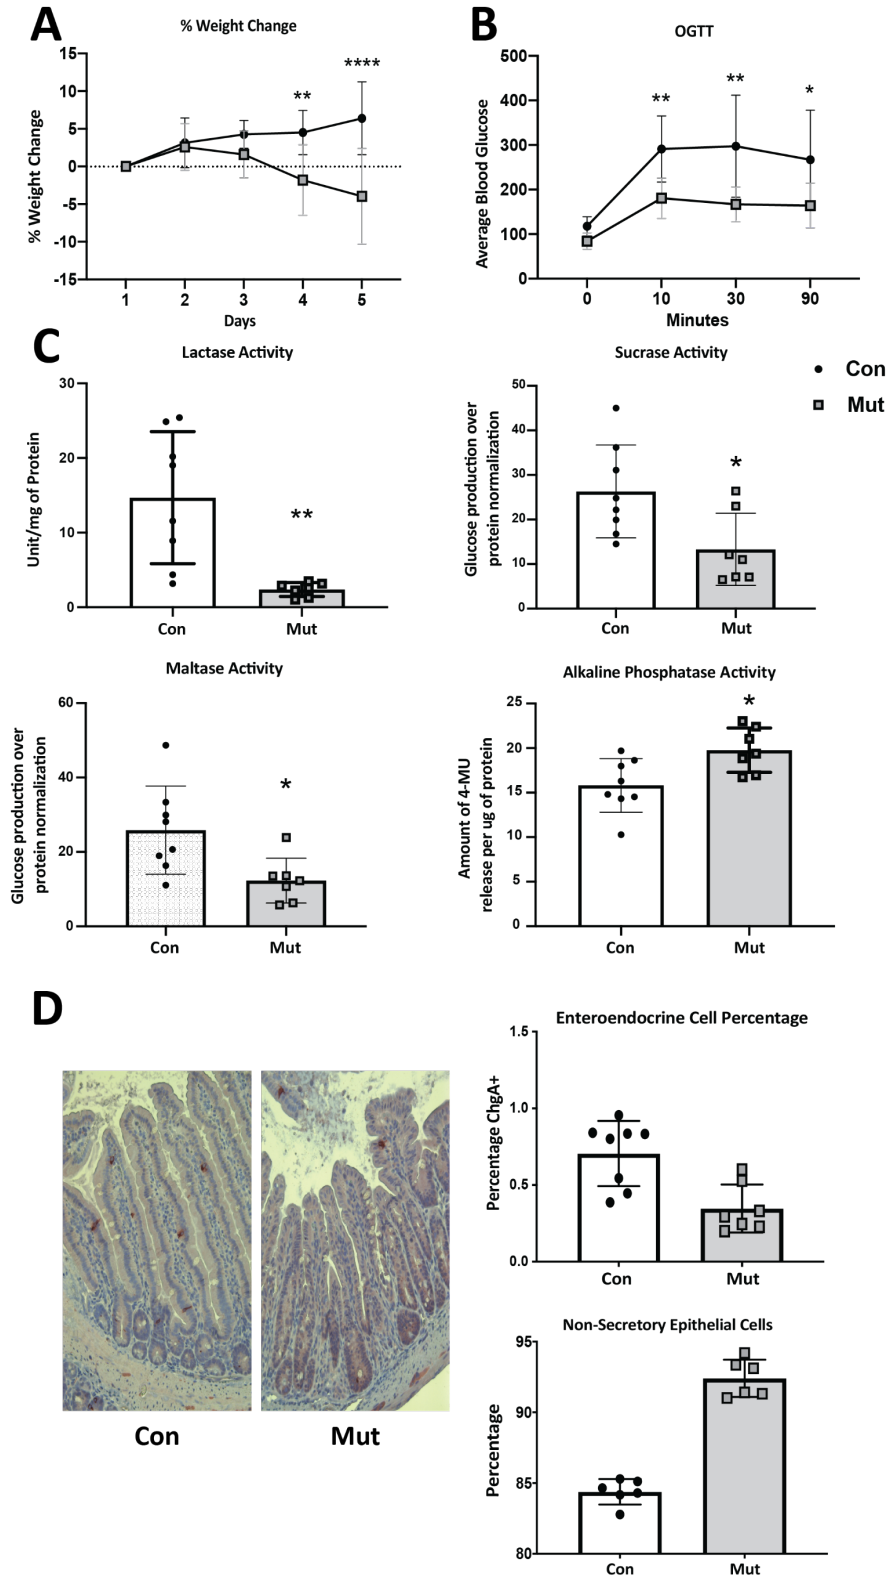 A
% Weight Change
% Weight Change
15
10
5
0
-5
-10
-15
**
****
1 2 3 4 5
Days
B
OGTT
Average Blood Glucose
500
400
300
200
100
0
**
**
*
0 10 30 90
Minutes
C
Lactase Activity
Unit/mg of Protein
30
20
10
0
**
Con Mut
Sucrase Activity
Glucose production over
protein normalization
50
40
30
20
10
0
*
Con Mut
Con
Mut
Maltase Activity
Glucose production over
protein normalization
60
40
20
0
*
Con Mut
Alkaline Phosphatase Activity
Amount of 4-MU
release per ug of protein
25
20
15
10
5
0
*
Con Mut
D
Con
Mut
Enteroendocrine Cell Percentage
Percentage ChgA+
1.5
1.0
0.5
0.0
Con Mut
Non-Secretory Epithelial Cells
Percentage
95
90
85
80
Con Mut